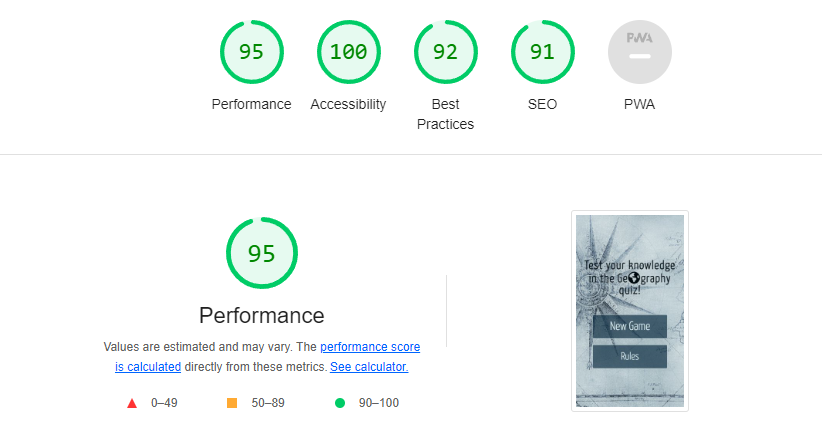 95
100
92
91
PWA
Performance
Accessibility
Best
Practices
SEO
PWA
95
Performance
Values are estimated and may vary. The performance score
is calculated directly from these metrics. See calculator.
0–49
50–89
90–100
Test your knowledge
in the Ge🌎graphy
quiz!
New Game
Rules